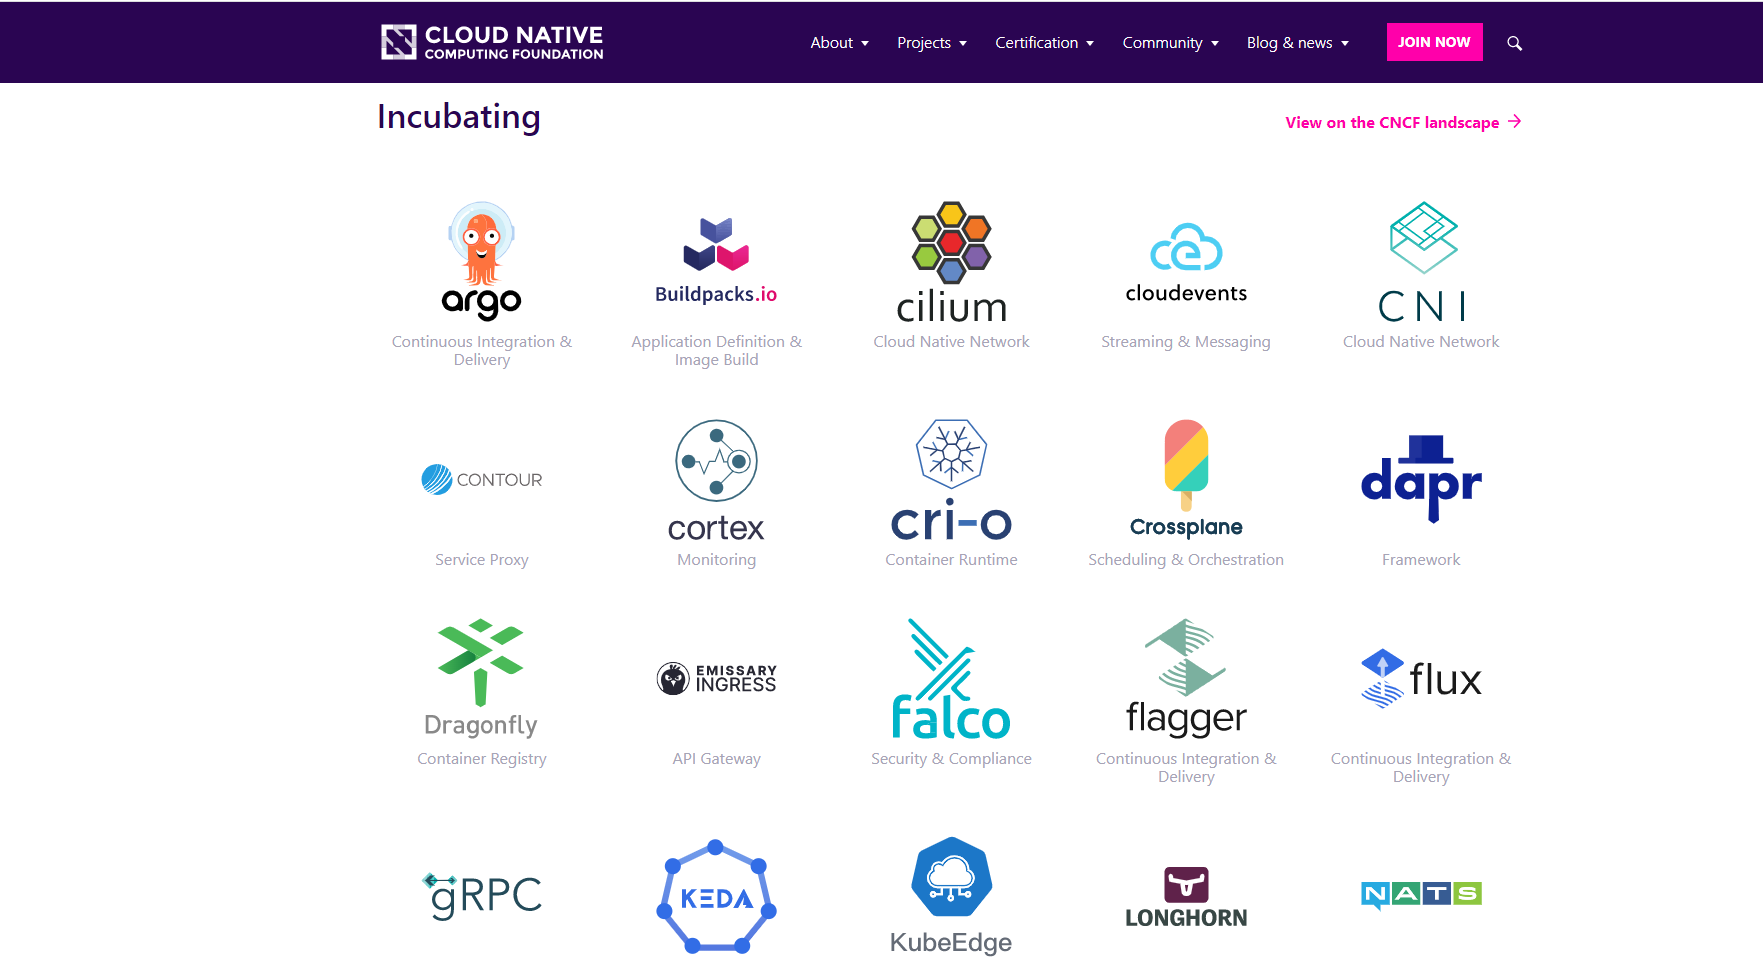 CLOUD NATIVE
COMPUTING FOUNDATION
About
Projects
Certification
Community
Blog & news
JOIN NOW
Incubating
View on the CNCF landscape →
argo
Continuous Integration &
Delivery
Buildpacks.io
Application Definition &
Image Build
cilium
Cloud Native Network
cloudevents
Streaming & Messaging
CNI
Cloud Native Network
CONTOUR
Service Proxy
cortex
Monitoring
cri-o
Container Runtime
Crossplane
Scheduling & Orchestration
dapr
Framework
Dragonfly
Container Registry
EMISSARY
INGRESS
API Gateway
falco
Security & Compliance
flagger
Continuous Integration &
Delivery
flux
Continuous Integration &
Delivery
gRPC
KEDA
KubeEdge
LONGHORN
NATS